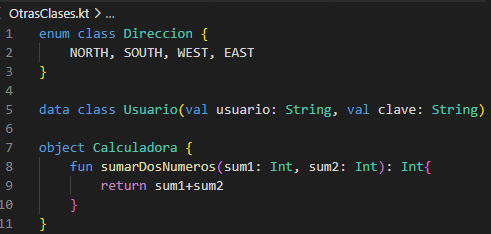 OtrasClases.kt > ...
1 enum class Direccion {
2     NORTH, SOUTH, WEST, EAST
3 }
4
5 data class Usuario(val usuario: String, val clave: String)
6
7 object Calculadora {
8     fun sumarDosNumeros(sum1: Int, sum2: Int): Int{
9         return sum1+sum2
10     }
11 }